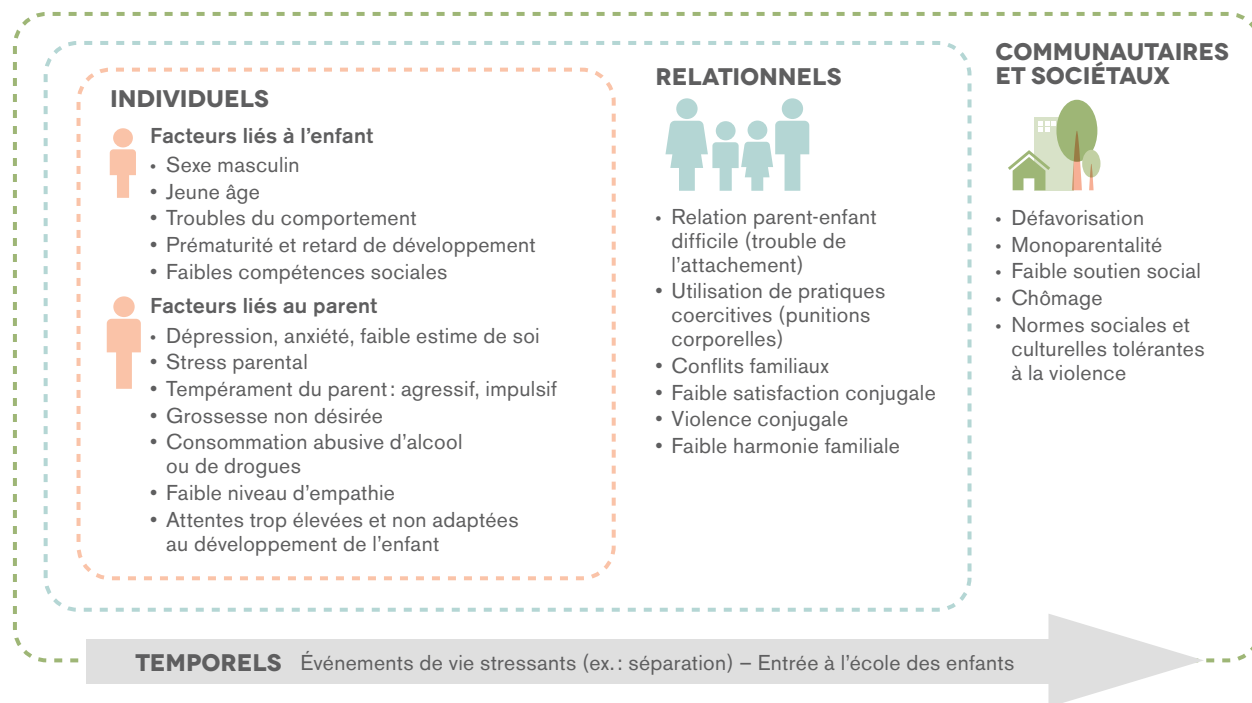 INDIVIDUELS
Facteurs liés à l’enfant
• Sexe masculin
• Jeune âge
• Troubles du comportement
• Prématurité et retard de développement
• Faibles compétences sociales
Facteurs liés au parent
• Dépression, anxiété, faible estime de soi
• Stress parental
• Tempérament du parent : agressif, impulsif
• Grossesse non désirée
• Consommation abusive d’alcool
ou de drogues
• Faible niveau d’empathie
• Attentes trop élevées et non adaptées
au développement de l’enfant
RELATIONNELS
• Relation parent-enfant
difficile (trouble de
l’attachement)
• Utilisation de pratiques
coercitives (punitions
corporelles)
• Conflits familiaux
• Faible satisfaction conjugale
• Violence conjugale
• Faible harmonie familiale
COMMUNAUTAIRES
ET SOCIÉTAUX
• Défavorisation
• Monoparentalité
• Faible soutien social
• Chômage
• Normes sociales et
culturelles tolérantes
à la violence
TEMPORELS Événements de vie stressants (ex. : séparation) – Entrée à l’école des enfants